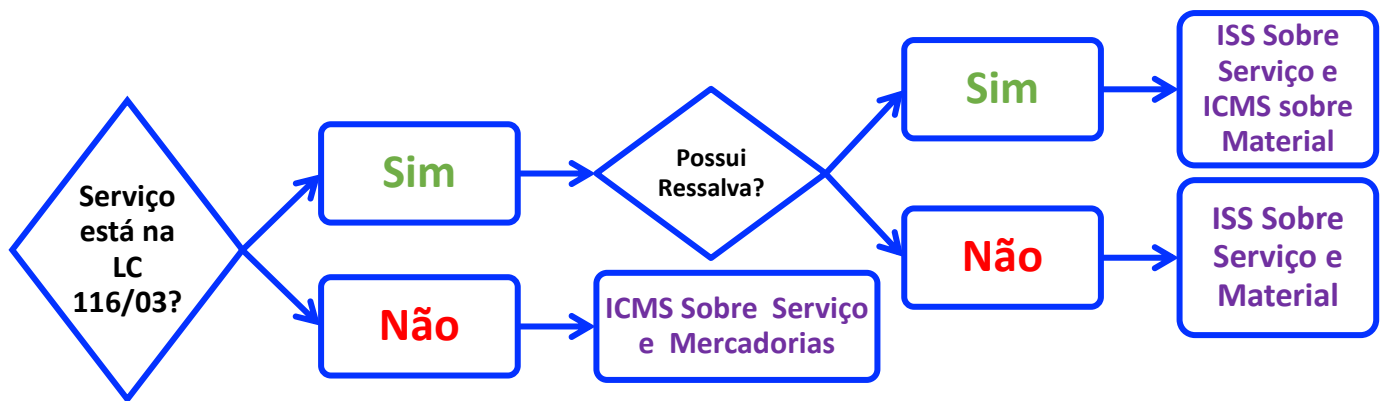 Serviço
está na
LC
116/03?
Sim
Não
Possui
Ressalva?
ICMS Sobre Serviço
e Mercadorias
Sim
Não
ISS Sobre
Serviço e
ICMS sobre
Material
ISS Sobre
Serviço e
Material